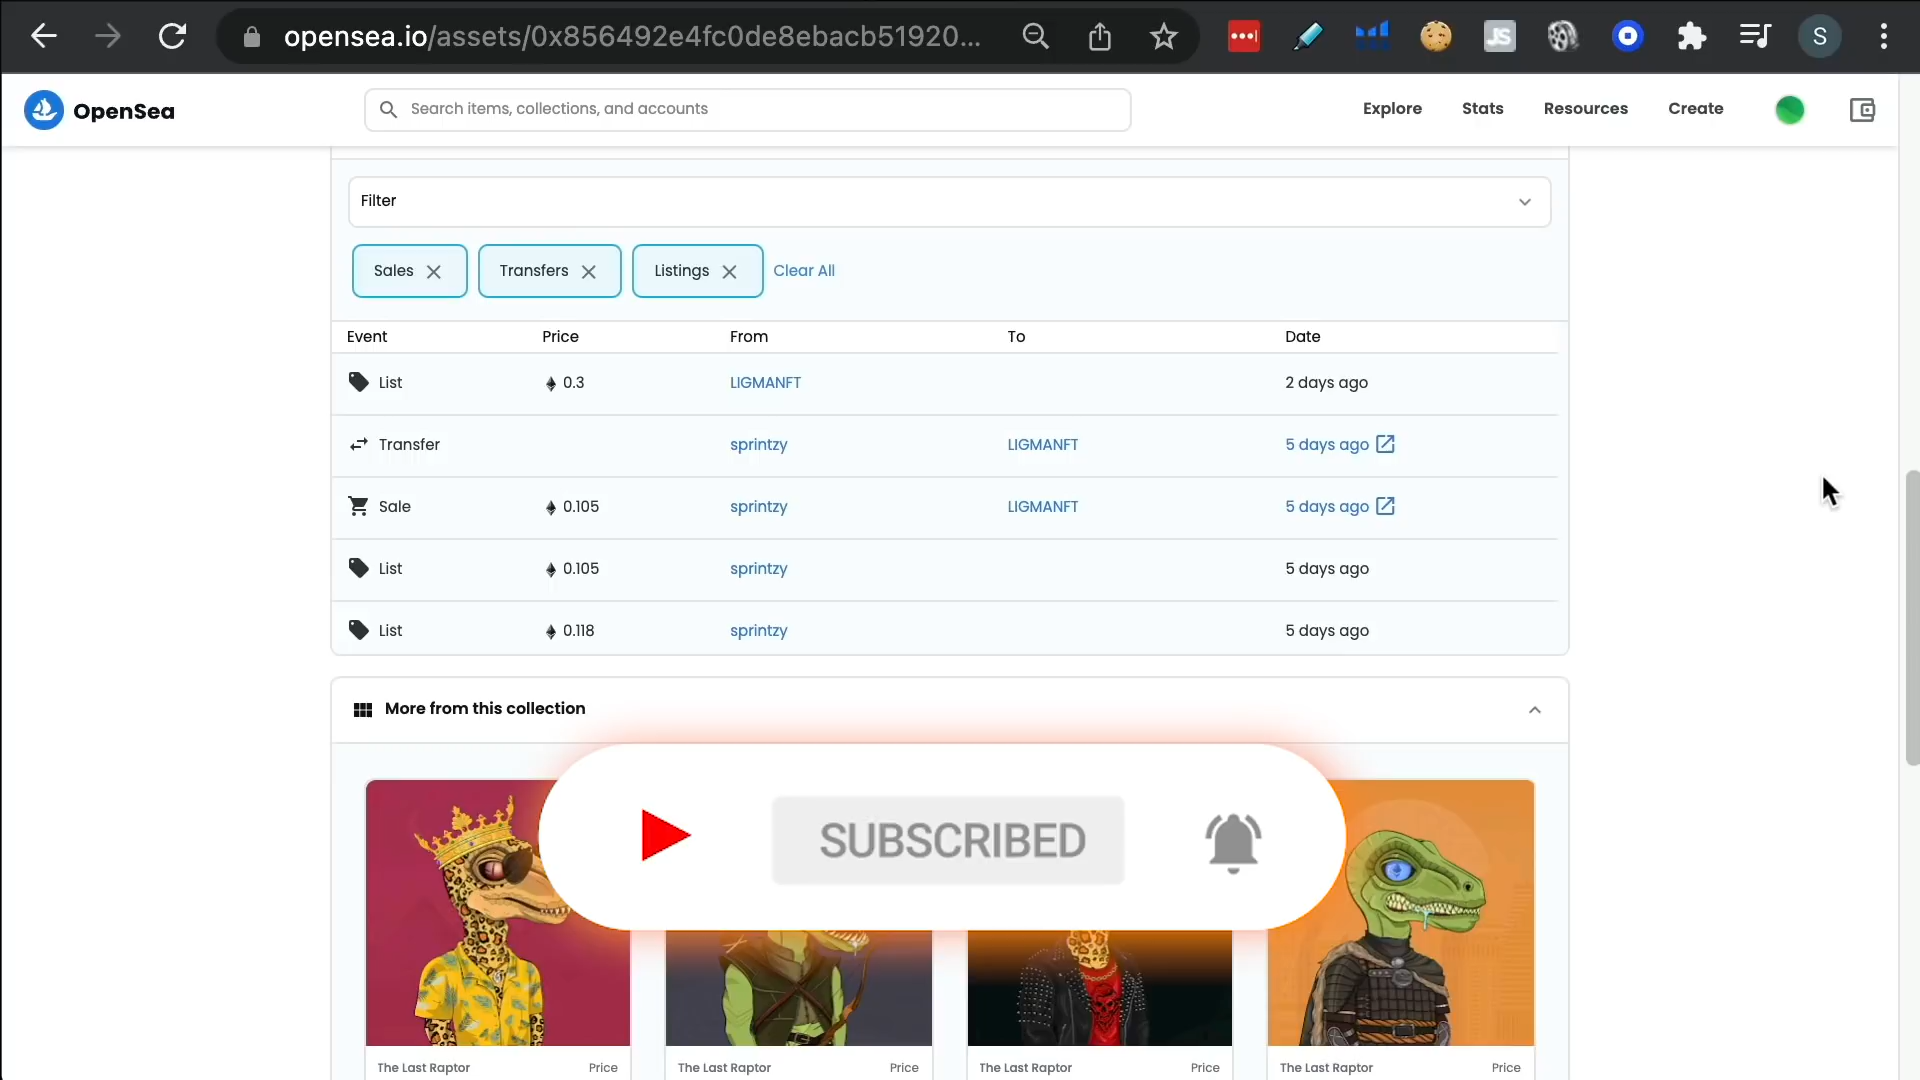 opensea.io/assets/0x856492e4fc0de8ebacb51920...
JS
S
OpenSea
Search items, collections, and accounts
Explore
Stats
Resources
Create
Filter
Sales
Transfers
Listings
Clear All
Event Price From To Date
List 0.3 LIGMANFT 2 days ago
Transfer sprintzy LIGMANFT 5 days ago
Sale 0.105 sprintzy LIGMANFT 5 days ago
List 0.105 sprintzy 5 days ago
List 0.118 sprintzy 5 days ago
More from this collection
SUBSCRIBED
The Last Raptor Price
The Last Raptor Price
The Last Raptor Price
The Last Raptor Price